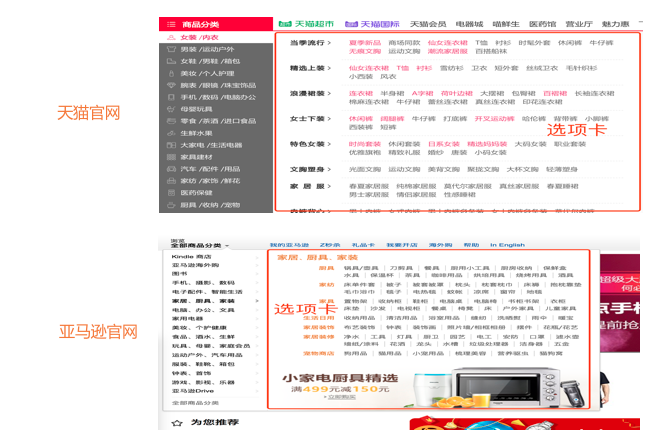 商品分类
天猫超市
天猫国际
天猫会员
电器城
喵鲜生
医药馆
营业厅
魅力惠
女装 /内衣
男装 /运动户外
女鞋 /男鞋 /箱包
美妆 /个人护理
腕表 /眼镜 /珠宝饰品
手机 /数码 /电脑办公
母婴玩具
零食 /茶酒 /进口食品
生鲜水果
大家电 /生活电器
家具建材
汽车 /配件 /用品
家纺 /家饰 /鲜花
医药保健
厨具 /收纳 /宠物
天猫官网
当季流行 > 夏季新品 商场同款 仙女连衣裙 T恤 衬衫 时髦外套 休闲裤 牛仔裤
无痕文胸 运动文胸 潮流家居服 百搭船袜
精选上装 > 仙女连衣裙 T恤 衬衫 雪纺衫 卫衣 短外套 丝绒卫衣 毛针织衫
小西装 风衣
浪漫裙装 > 连衣裙 半身裙 A字裙 荷叶边裙 大摆裙 包臀裙 百褶裙 长袖连衣裙
棉麻连衣裙 牛仔裙 蕾丝连衣裙 真丝连衣裙 印花连衣裙
女士下装 > 休闲裤 阔腿裤 牛仔裤 打底裤 开叉运动裤 哈伦裤 背带裤 小脚裤
西装裤 短裤
选项卡
特色女装 > 时尚套装 休闲套装 日系女装 精选妈妈装 大码女装 职业套装
优雅旗袍 精致礼服 婚纱 唐装 小码女装
文胸塑身 > 光面文胸 运动文胸 美背文胸 聚拢文胸 大杯文胸 轻薄塑身
家 居 服 > 春夏家居服 纯棉家居服 莫代尔家居服 真丝家居服 春夏睡裙
男士家居服 情侣家居服 性感睡裙
浏览
全部商品分类
我的亚马逊
Z秒杀
礼品卡
我要开店
海外购
帮助
In English
Kindle 商店
亚马逊海外购
图书
手机、摄影、数码
电子配件、智能生活
家居、厨具、家装
电脑、办公、文具
家用电器
美妆、个护健康
食品、酒水、生鲜
玩具、母婴、家庭会员
运动户外、汽车用品
服装、鞋靴、箱包
钟表、首饰
游戏、影视、乐器
亚马逊Drive
全部商品分类
亚马逊官网
家居、厨具、家装
厨具 锅具/壶具 刀剪具 餐具 厨用小工具 厨房收纳 保鲜盒
水具 保温杯 茶具 咖啡用品 烘焙用具 烧烤用具 酒具
家纺 床单套件 被子 被套被罩 枕头 枕套枕巾 床褥 抱枕靠垫
毛巾浴巾 毯子 电热毯 蚊帐 凉席 窗帘 地毯
家具 置物架 收纳柜 鞋柜 电脑桌 电脑椅 书柜书架 衣柜
床垫 沙发 电视柜 餐桌 椅凳 床 户外家具 儿童家具
选项卡
生活日用 收纳用品 清洁用品 浴室用品 缝纫 洗晒熨 雨伞 暖宝
家居装饰 布艺装饰 钟表 装饰画 照片墙/相框相册 摆件 花瓶/花艺
家居装修 净水 工具 灯具 厨卫 园艺 电工 安防 门 滤水壶
墙纸/涂料 花洒 龙头 水槽 垃圾处理器 洁身器 五金
宠物商店 狗用品 猫用品 小宠用品 梳理美容 营养驱虫 猫狗窝
小家电厨具精选
满499元减150元
立即购买
为您推荐